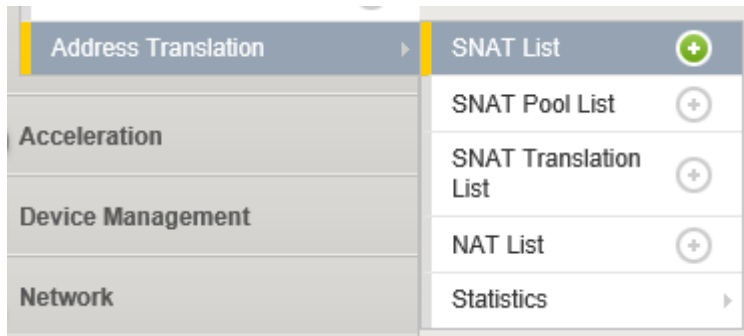 Address Translation
Acceleration
Device Management
Network
SNAT List
SNAT Pool List
SNAT Translation
List
NAT List
Statistics